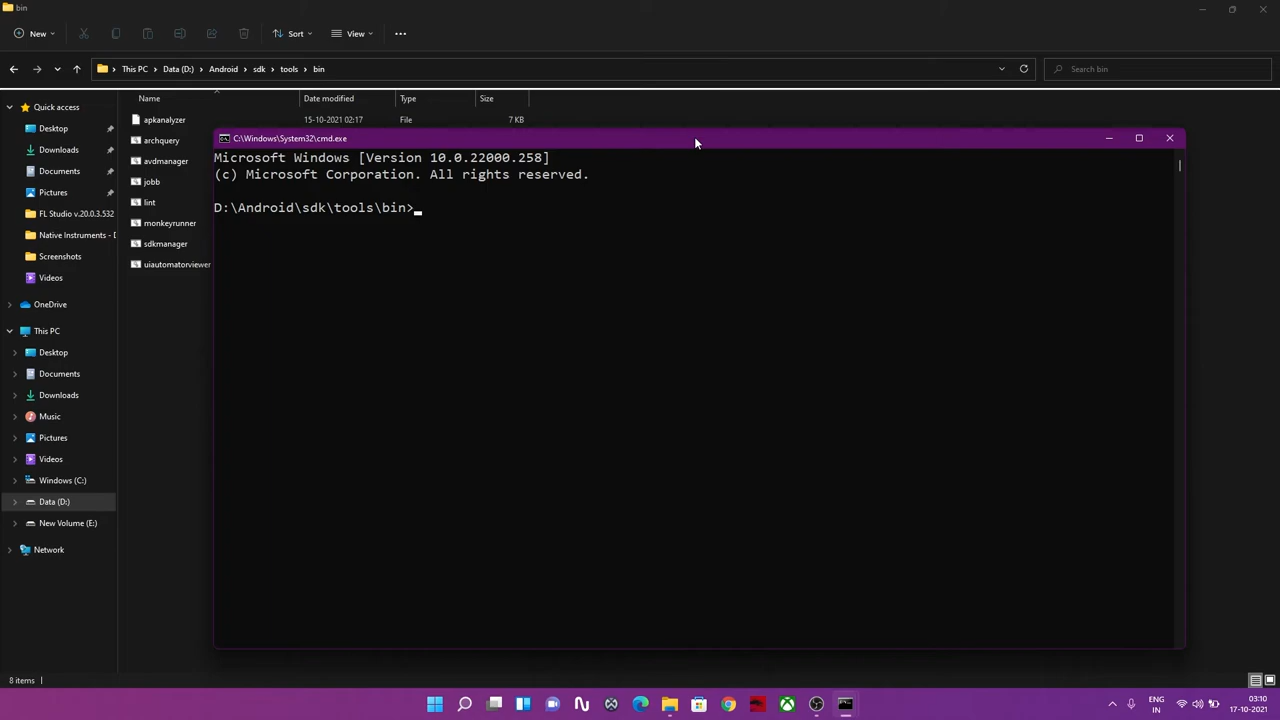 bin
New
Sort
View
This PC
Data (D:)
Android
sdk
tools
bin
Search bin
Name
Date modified
Type
Size
apkanalyzer
15-10-2021 02:17
File
7 KB
archquery
avdmanager
jobb
lint
monkeyrunner
sdkmanager
uiautomatorviewer
C:\Windows\System32\cmd.exe
Microsoft Windows [Version 10.0.22000.258]
(c) Microsoft Corporation. All rights reserved.
D:\Android\sdk\tools\bin>
Quick access
Desktop
Downloads
Documents
Pictures
FL Studio v.20.0.3.532
Native Instruments -
Screenshots
Videos
OneDrive
This PC
Desktop
Documents
Downloads
Music
Pictures
Videos
Windows (C:)
Data (D:)
New Volume (E:)
Network
8 items
ENG
IN
03:10
17-10-2021